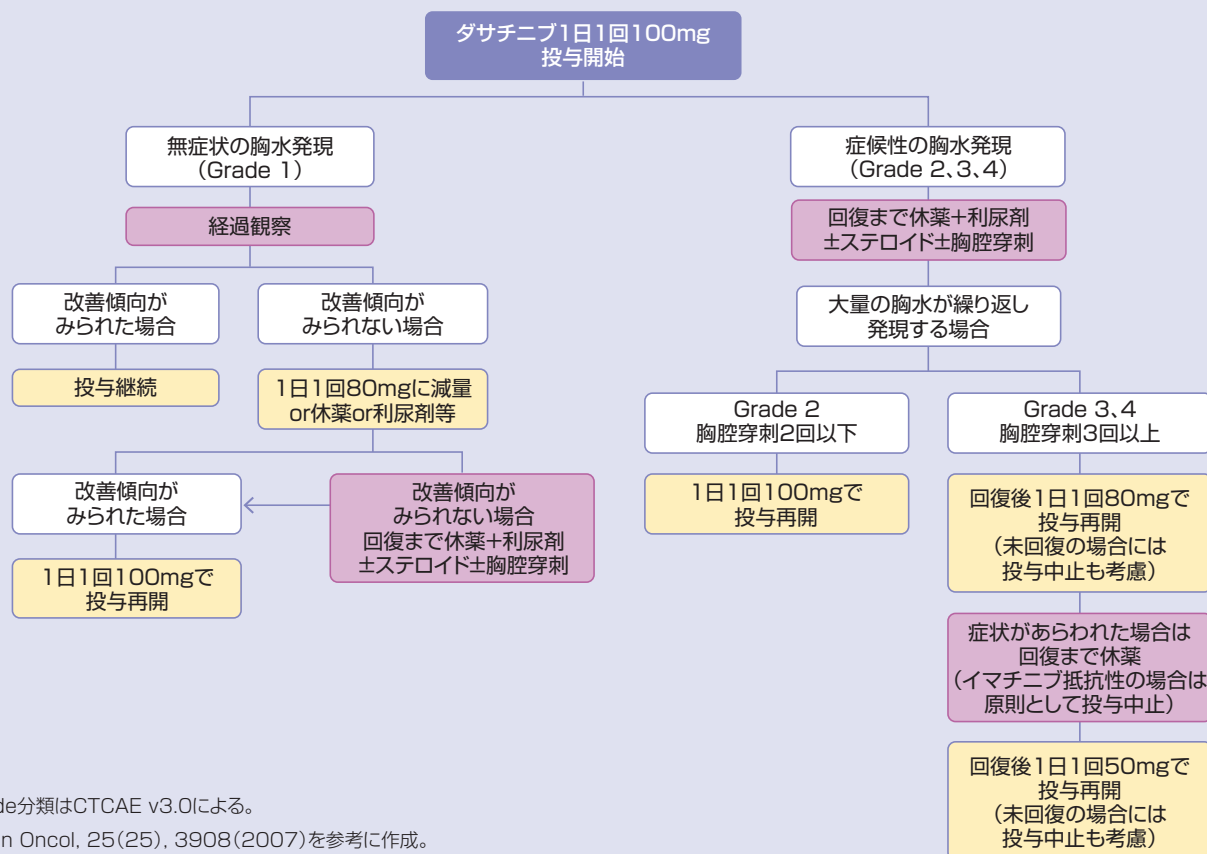 ダサチニブ1日1回100mg
投与開始
無症状の胸水発現
(Grade 1)
経過観察
改善傾向が
みられた場合
投与継続
改善傾向が
みられない場合
1日1回80mgに減量
or休薬or利尿剤等
改善傾向が
みられた場合
1日1回100mgで
投与再開
改善傾向が
みられない場合
回復まで休薬+利尿剤
±ステロイド±胸腔穿刺
症候性の胸水発現
(Grade 2、3、4)
回復まで休薬+利尿剤
±ステロイド±胸腔穿刺
大量の胸水が繰り返し
発現する場合
Grade 2
胸腔穿刺2回以下
1日1回100mgで
投与再開
Grade 3、4
胸腔穿刺3回以上
回復後1日1回80mgで
投与再開
(未回復の場合には
投与中止も考慮)
症状があらわれた場合は
回復まで休薬
(イマチニブ抵抗性の場合は
原則として投与中止)
回復後1日1回50mgで
投与再開
(未回復の場合には
投与中止も考慮)
de分類はCTCAE v3.0による。
n Oncol, 25(25), 3908(2007)を参考に作成。